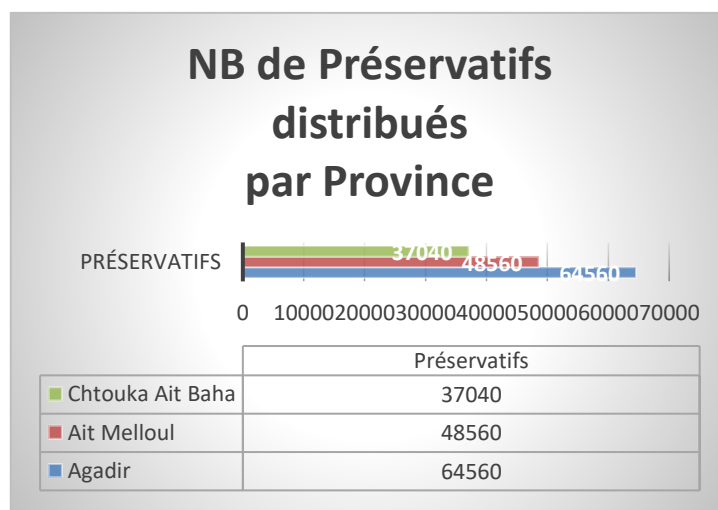 NB de Préservatifs
distribués
par Province
37040
48560
64560
PRÉSERVATIFS
0 10000 20000 30000 40000 50000 60000 70000
Préservatifs
Chtouka Ait Baha 37040
Ait Melloul 48560
Agadir 64560